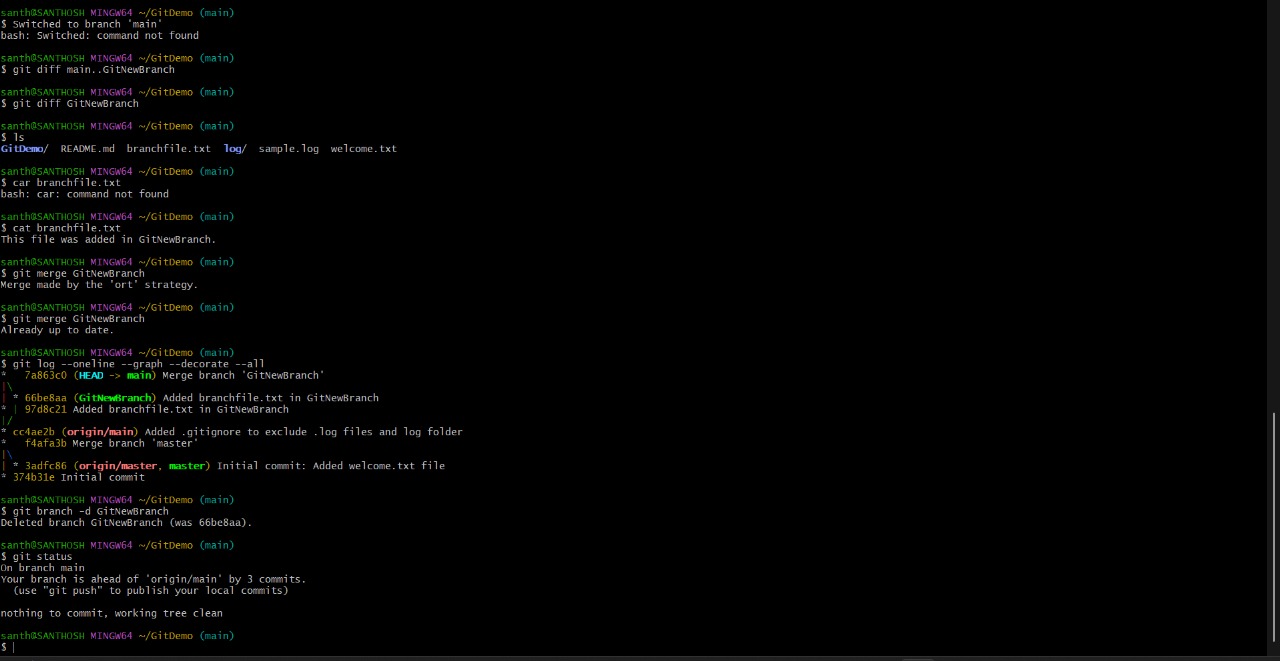 santh@SANTHOSH MINGW64 ~/GitDemo (main)
$ Switched to branch 'main'
bash: Switched: command not found
santh@SANTHOSH MINGW64 ~/GitDemo (main)
$ git diff main..GitNewBranch
santh@SANTHOSH MINGW64 ~/GitDemo (main)
$ git diff GitNewBranch
santh@SANTHOSH MINGW64 ~/GitDemo (main)
$ ls
GitDemo/  README.md  branchfile.txt  log/  sample.log  welcome.txt
santh@SANTHOSH MINGW64 ~/GitDemo (main)
$ car branchfile.txt
bash: car: command not found
santh@SANTHOSH MINGW64 ~/GitDemo (main)
$ cat branchfile.txt
This file was added in GitNewBranch.
santh@SANTHOSH MINGW64 ~/GitDemo (main)
$ git merge GitNewBranch
Merge made by the 'ort' strategy.
santh@SANTHOSH MINGW64 ~/GitDemo (main)
$ git merge GitNewBranch
Already up to date.
santh@SANTHOSH MINGW64 ~/GitDemo (main)
$ git log --oneline --graph --decorate --all
*   7a863c0 (HEAD -> main) Merge branch 'GitNewBranch'
|\
| * 66be8aa (GitNewBranch) Added branchfile.txt in GitNewBranch
* | 97d8c21 Added branchfile.txt in GitNewBranch
|/
* cc4ae2b (origin/main) Added .gitignore to exclude .log files and log folder
*   f4afa3b Merge branch 'master'
|\
| * 3adfc86 (origin/master, master) Initial commit: Added welcome.txt file
* 374b31e Initial commit
santh@SANTHOSH MINGW64 ~/GitDemo (main)
$ git branch -d GitNewBranch
Deleted branch GitNewBranch (was 66be8aa).
santh@SANTHOSH MINGW64 ~/GitDemo (main)
$ git status
On branch main
Your branch is ahead of 'origin/main' by 3 commits.
  (use "git push" to publish your local commits)
nothing to commit, working tree clean
santh@SANTHOSH MINGW64 ~/GitDemo (main)
$